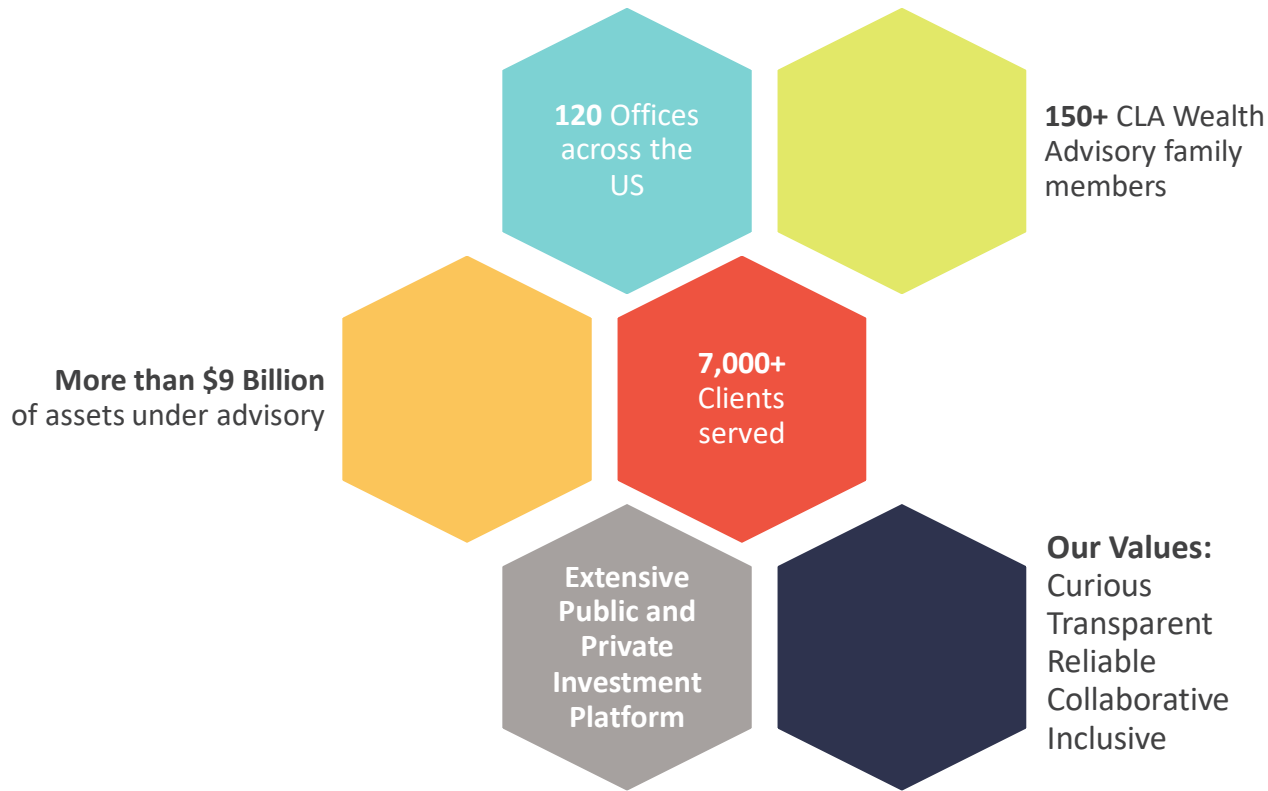 120 Offices
across the
US
150+ CLA Wealth
Advisory family
members
More than $9 Billion
of assets under advisory
7,000+
Clients
served
Extensive
Public and
Private
Investment
Platform
Our Values:
Curious
Transparent
Reliable
Collaborative
Inclusive